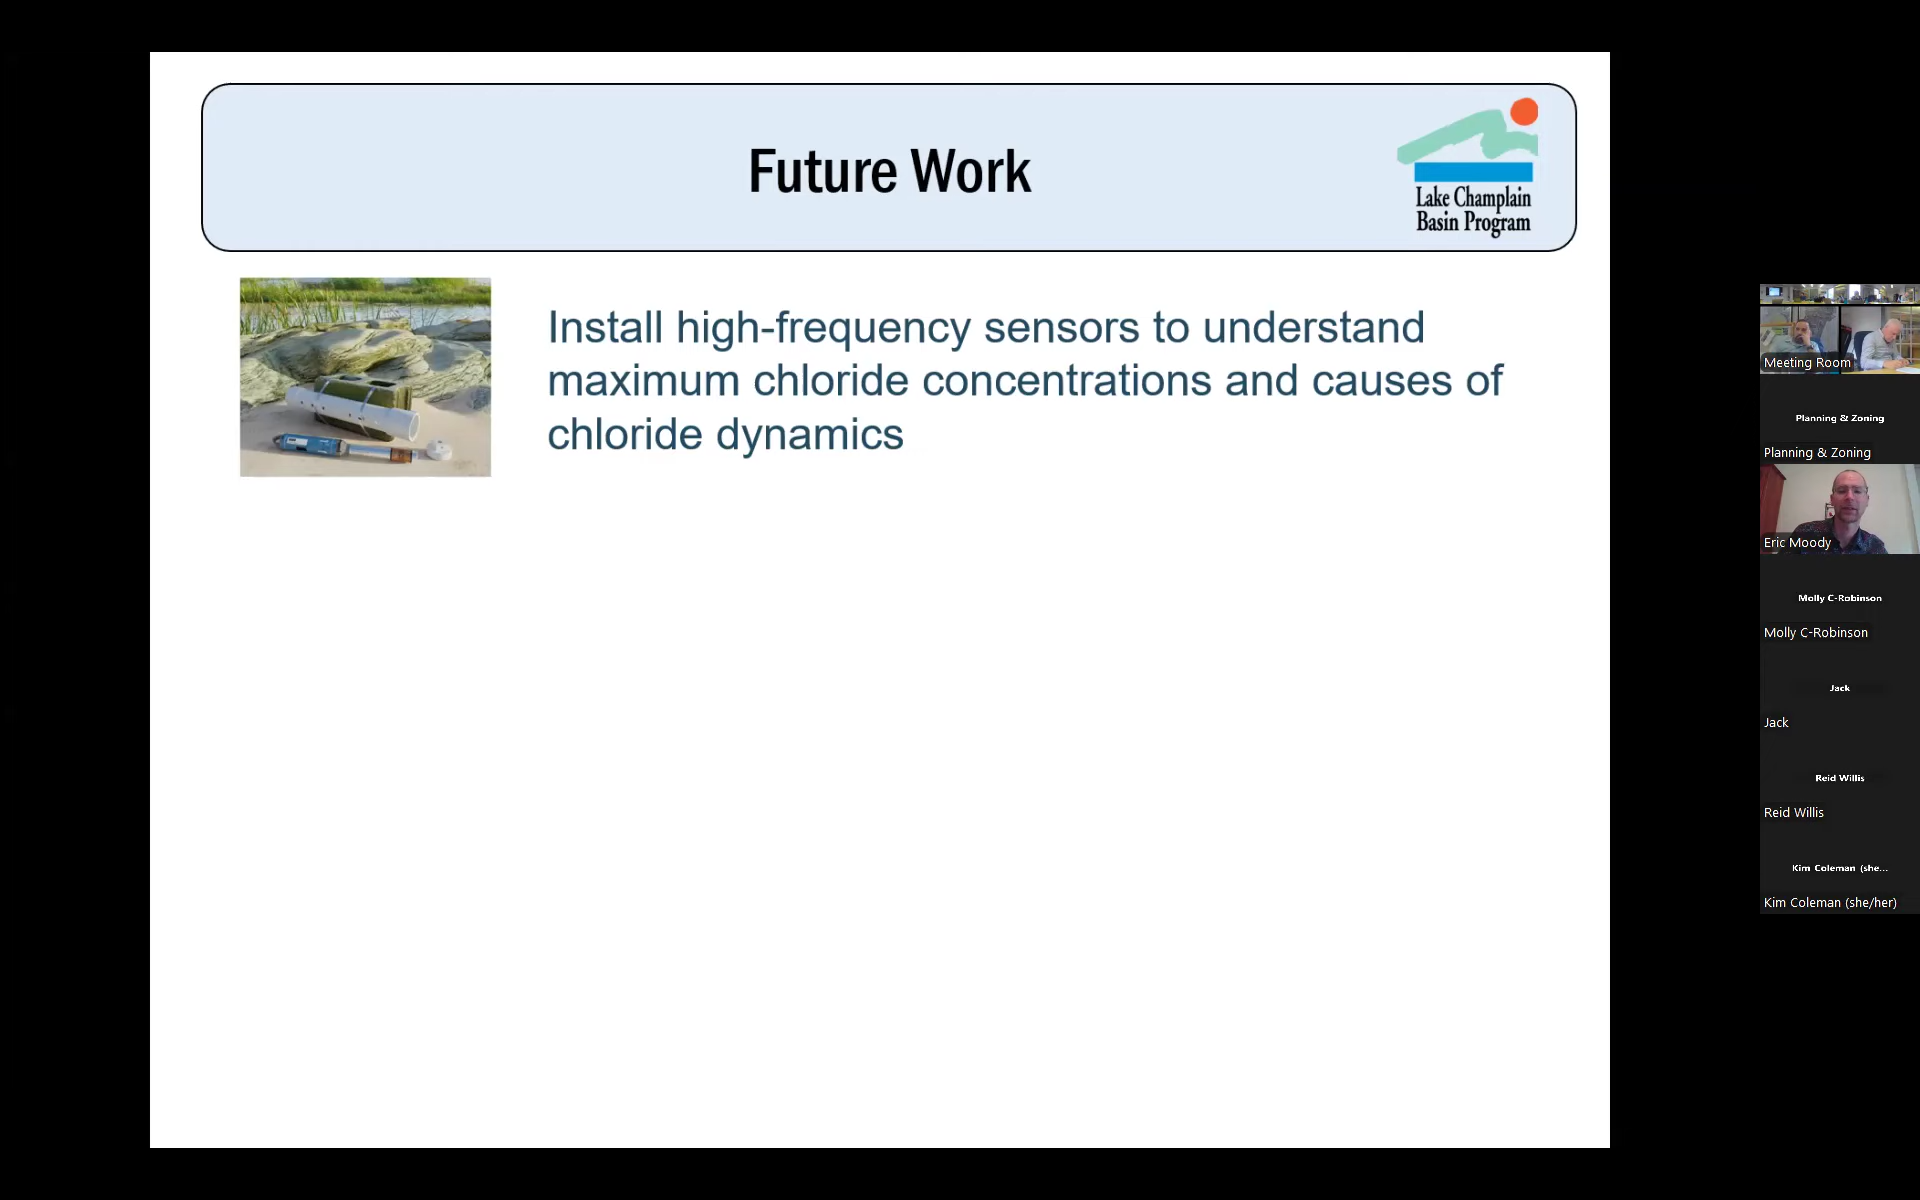 Future Work
Lake Champlain
Basin Program
Install high-frequency sensors to understand
maximum chloride concentrations and causes of
chloride dynamics
Meeting Room
Planning & Zoning
Planning & Zoning
Eric Moody
Molly C-Robinson
Molly C-Robinson
Jack
Jack
Reid Willis
Reid Willis
Kim Coleman (she...
Kim Coleman (she/her)